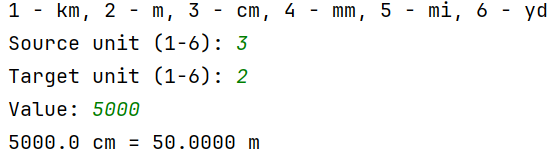 1 - km, 2 - m, 3 - cm, 4 - mm, 5 - mi, 6 - yd
Source unit (1-6): 3
Target unit (1-6): 2
Value: 5000
5000.0 cm = 50.0000 m